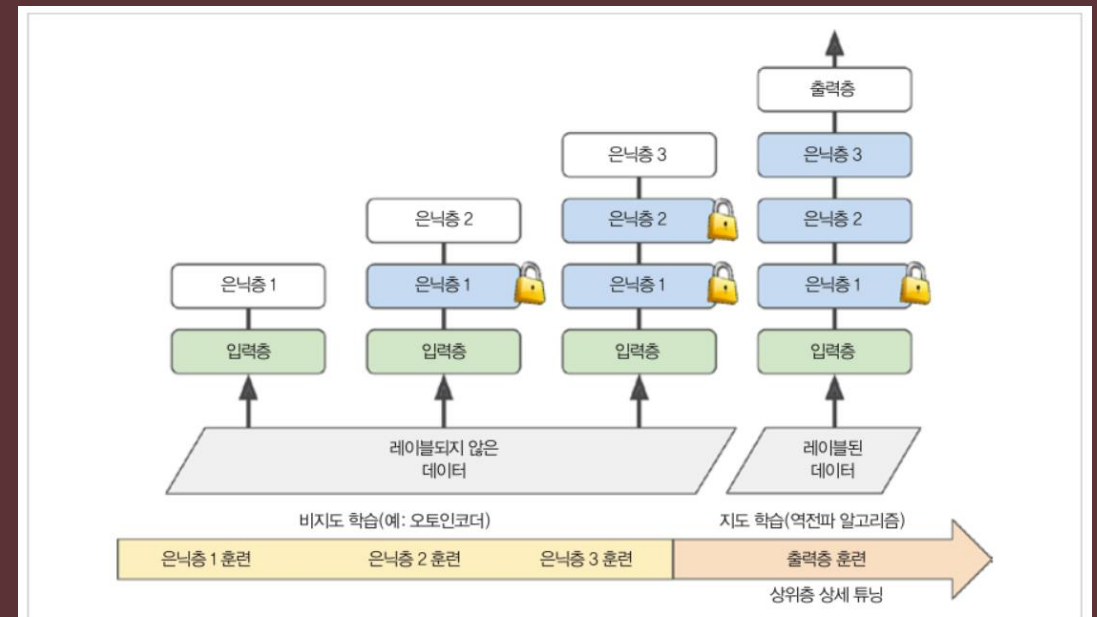 출력층
은닉층 3
은닉층 3
은닉층 2
은닉층 2
은닉층 2
은닉층 1
은닉층 1
은닉층 1
은닉층 1
입력층
입력층
입력층
입력층
레이블되지 않은
데이터
레이블된
데이터
비지도 학습(예: 오토인코더)
지도 학습(역전파 알고리즘)
은닉층 1 훈련
은닉층 2 훈련
은닉층 3 훈련
출력층 훈련
상위층 상세 튜닝